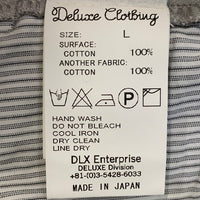 Deluxe Clothing
SIZE: L
SURFACE:
COTTON 100%
ANOTHER FABRIC:
COTTON 100%
P
HAND WASH
DO NOT BLEACH
COOL IRON
DRY CLEAN
LINE DRY
DLX Enterprise
DELUXE Division
+81-(0)3-5428-6033
MADE IN JAPAN